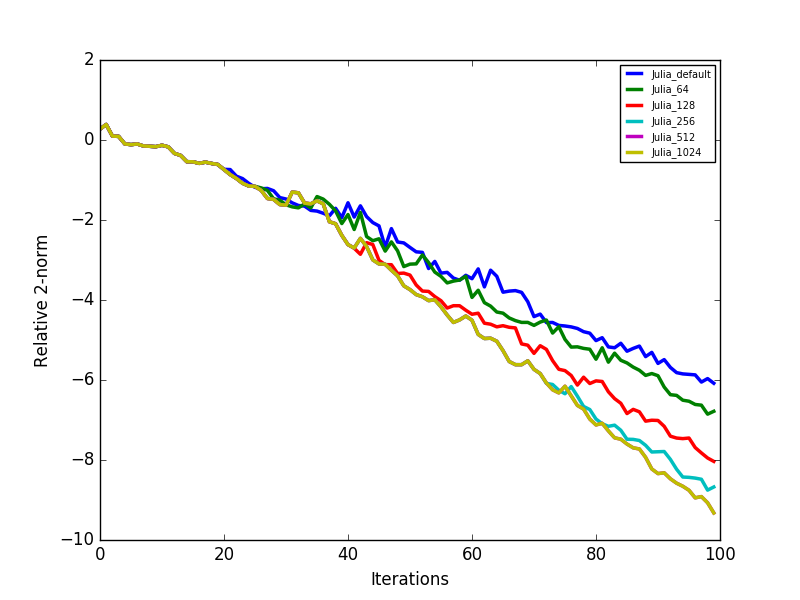 2
0
−2
−4
−6
−8
−10
0 20 40 60 80 100
Relative 2-norm
Iterations
Julia_default
Julia_64
Julia_128
Julia_256
Julia_512
Julia_1024